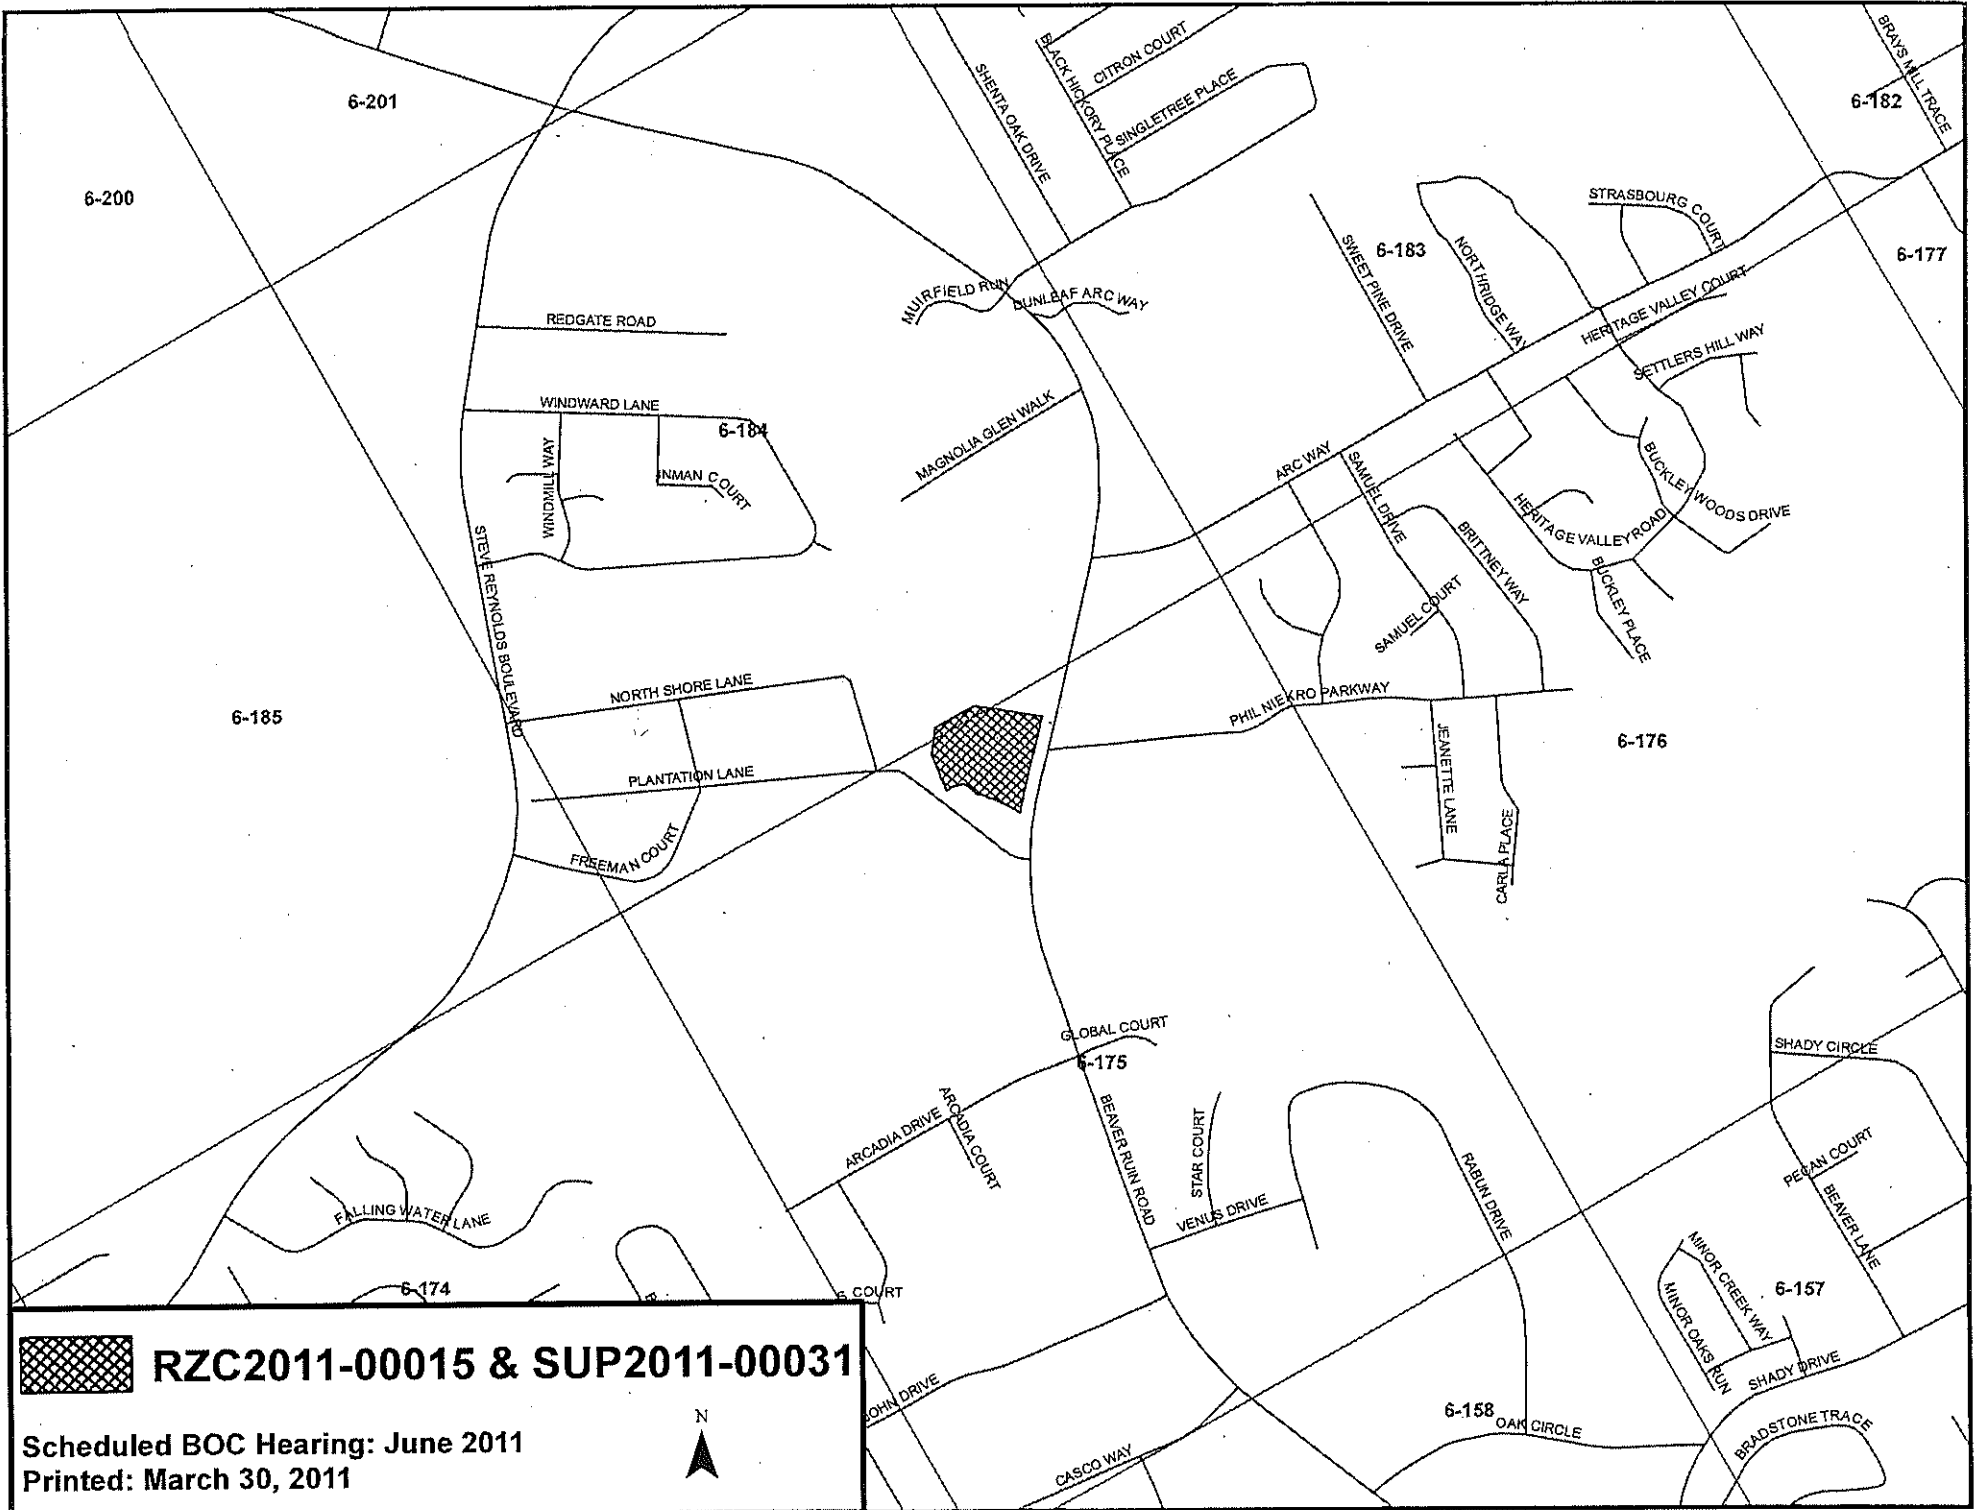 BLACK HICKORY PLACE
CITRON COURT
SHENTA OAK DRIVE
SINGLETREE PLACE
BRAYS MILL TRACE
6-201
6-182
6-200
STRASBOURG COURT
6-183
6-177
SWEET PINE DRIVE
NORTHRIDGE WAY
MUIRFIELD RUN
DUNLEAF ARC WAY
HERITAGE VALLEY COURT
REDGATE ROAD
SETTLERS HILL WAY
WINDWARD LANE
6-184
MAGNOLIA GLEN WALK
WINDMILL WAY
INMAN COURT
ARC WAY
SAMUEL DRIVE
BUCKLEY WOODS DRIVE
HERITAGE VALLEY ROAD
BRITTNEY WAY
STEVE REYNOLDS BOULEVARD
SAMUEL COURT
BUCKLEY PLACE
NORTH SHORE LANE
PHIL NIEKRO PARKWAY
6-185
6-176
JEANETTE LANE
PLANTATION LANE
CARLA PLACE
FREEMAN COURT
GLOBAL COURT
6-175
SHADY CIRCLE
ARCADIA DRIVE
ARCADIA COURT
BEAVER RUIN ROAD
STAR COURT
RABUN DRIVE
PECAN COURT
VENUS DRIVE
BEAVER LANE
FALLING WATER LANE
6-174
S COURT
MINOR CREEK WAY
MINOR OAKS RUN
6-157
SHADY DRIVE
OHN DRIVE
6-158
OAK CIRCLE
BRADSTONE TRACE
CASCO WAY
RZC2011-00015 & SUP2011-00031
N
Scheduled BOC Hearing: June 2011
Printed: March 30, 2011